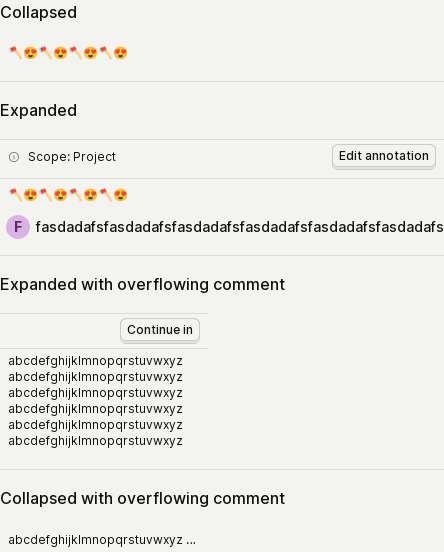 Collapsed
🪓😍🪓😍🪓😍🪓😍
Expanded
Scope: Project
Edit annotation
🪓😍🪓😍🪓😍🪓😍
F
fasdadafsfasdadafsfasdadafsfasdadafsfasdadafsfasdadafs
Expanded with overflowing comment
Continue in
abcdefghijklmnopqrstuvwxyz
abcdefghijklmnopqrstuvwxyz
abcdefghijklmnopqrstuvwxyz
abcdefghijklmnopqrstuvwxyz
abcdefghijklmnopqrstuvwxyz
abcdefghijklmnopqrstuvwxyz
Collapsed with overflowing comment
abcdefghijklmnopqrstuvwxyz ...